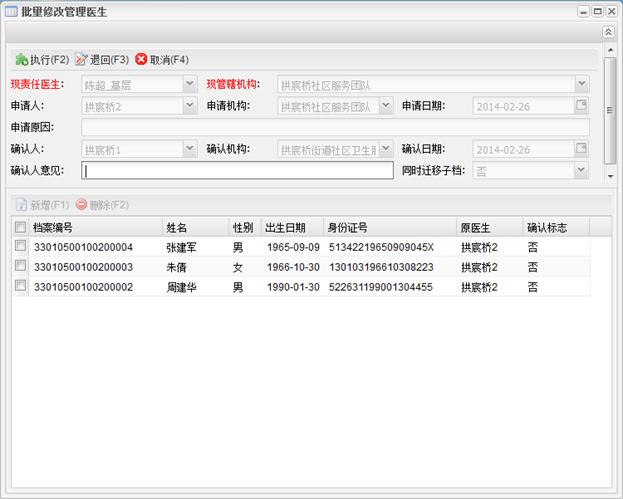 批量修改管理医生
执行(F2) 退回(F3) 取消(F4)
现责任医生: 陈超_基层 现管辖机构: 拱宸桥社区服务团队
申请人: 拱宸桥2 申请机构: 拱宸桥社区服务团队 申请日期: 2014-02-26
申请原因:
确认人: 拱宸桥1 确认机构: 拱宸桥街道社区卫生服 确认日期: 2014-02-26
确认人意见: 同时迁移子档: 否
新增(F1) 删除(F2)
档案编号 姓名 性别 出生日期 身份证号 原医生 确认标志
33010500100200004 张建军 男 1965-09-09 51342219650909045X 拱宸桥2 否
33010500100200003 朱倩 女 1966-10-30 130103196610308223 拱宸桥2 否
33010500100200002 周建华 男 1990-01-30 522631199001304455 拱宸桥2 否